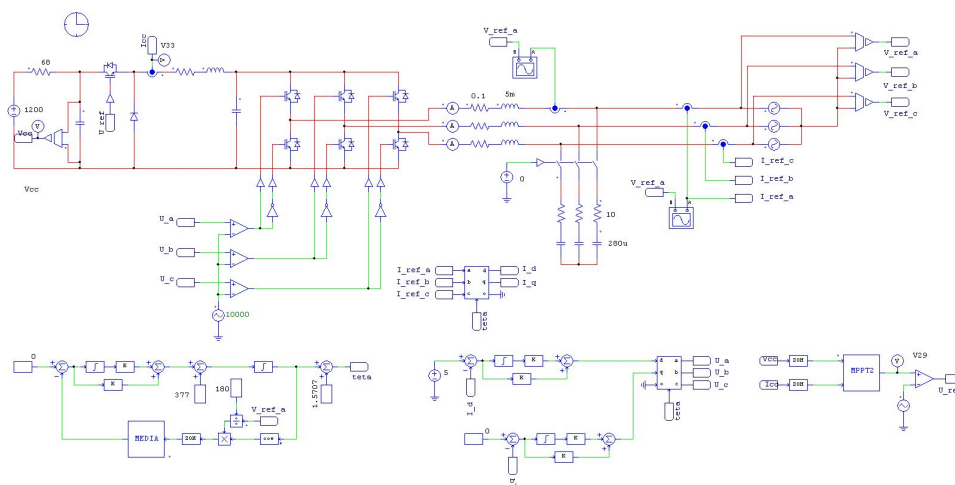 Icc
V33
68
1200
V
Vcc
U_ref
Vcc
V_ref_a
B A
0.1
5m
A
A
A
0
10
280u
V_ref_a
V_ref_b
V_ref_c
I_ref_c
I_ref_b
I_ref_a
V_ref_a
B A
U_a
U_b
U_c
10000
I_ref_a
I_ref_b
I_ref_c
a d
b q
c o
I_d
I_q
teta
0
K
K
377
180
V_ref_a
1.5707
teta
MEDIA
ZOH
cos
5
I_d
K
K
0
K
K
d a
q b
o c
U_a
U_b
U_c
teta
Vcc
Icc
ZOH
ZOH
MPPT2
V
V29
U_ref